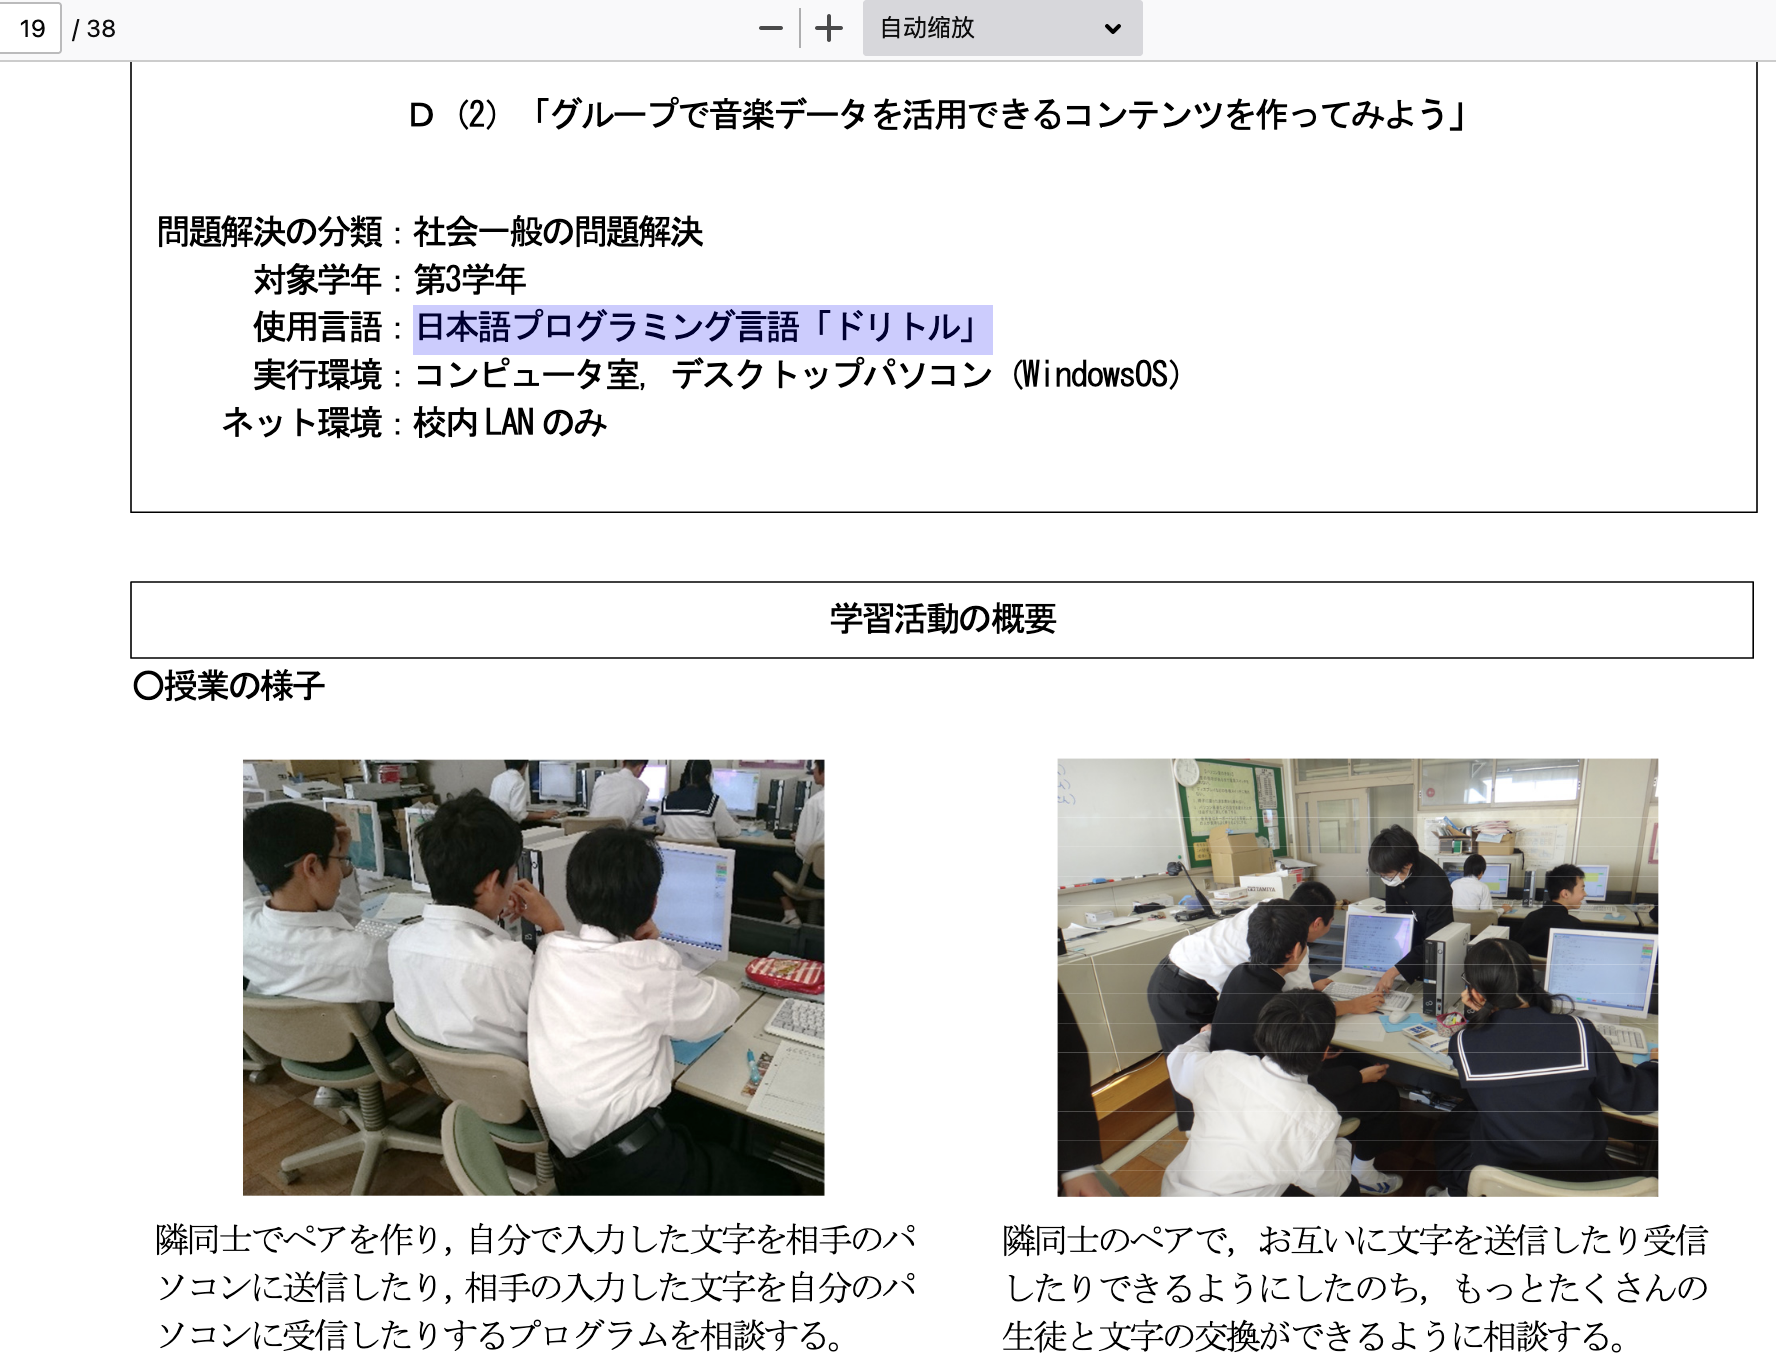 19 / 38
自动缩放
Ｄ（2）「グループで音楽データを活用できるコンテンツを作ってみよう」
問題解決の分類：社会一般の問題解決
対象学年：第3学年
使用言語：日本語プログラミング言語「ドリトル」
実行環境：コンピュータ室，デスクトップパソコン（WindowsOS）
ネット環境：校内LANのみ
学習活動の概要
〇授業の様子
隣同士でペアを作り，自分で入力した文字を相手のパ
ソコンに送信したり，相手の入力した文字を自分のパ
ソコンに受信したりするプログラムを相談する。
隣同士のペアで，お互いに文字を送信したり受信
したりできるようにしたのち，もっとたくさんの
生徒と文字の交換ができるように相談する。